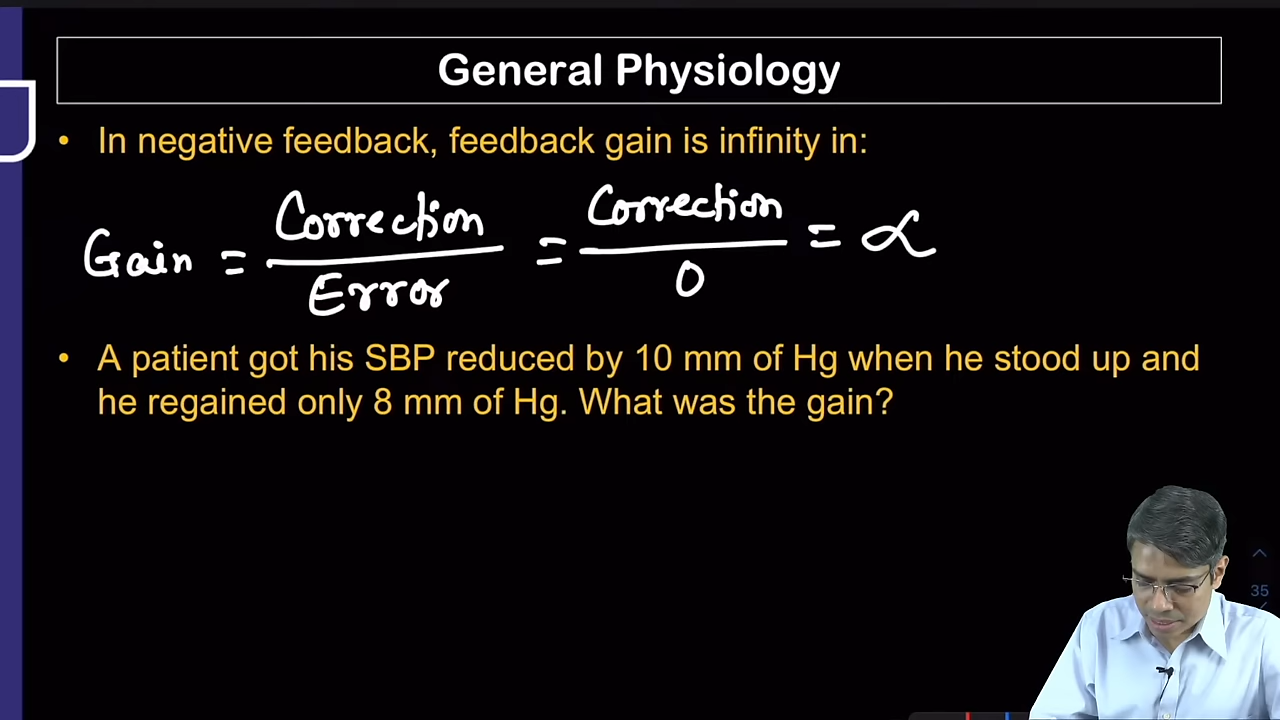 General Physiology
• In negative feedback, feedback gain is infinity in:
Gain = Correction / Error = Correction / 0 = ∝
• A patient got his SBP reduced by 10 mm of Hg when he stood up and
he regained only 8 mm of Hg. What was the gain?
35